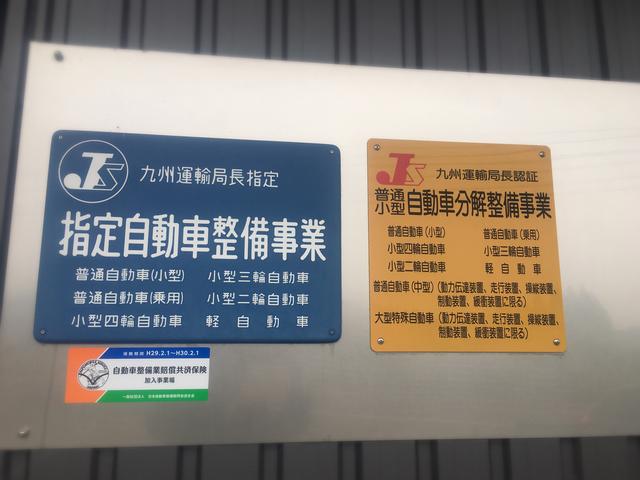 JS
九州運輸局長指定
指定自動車整備事業
普通自動車(小型) 小型三輪自動車
普通自動車(乗用) 小型二輪自動車
小型四輪自動車 軽自動車
JS 九州運輸局長認証
普通
小型 自動車分解整備事業
普通自動車(小型) 普通自動車(乗用)
小型四輪自動車 小型三輪自動車
小型二輪自動車 軽自動車
普通自動車(中型)(動力伝達装置、走行装置、操縦装置、
制動装置、緩衝装置に限る)
大型特殊自動車(動力伝達装置、走行装置、操縦装置、
制動装置、緩衝装置に限る)
H29.2.1〜H30.2.1
自動車整備業賠償共済保険
加入事業場